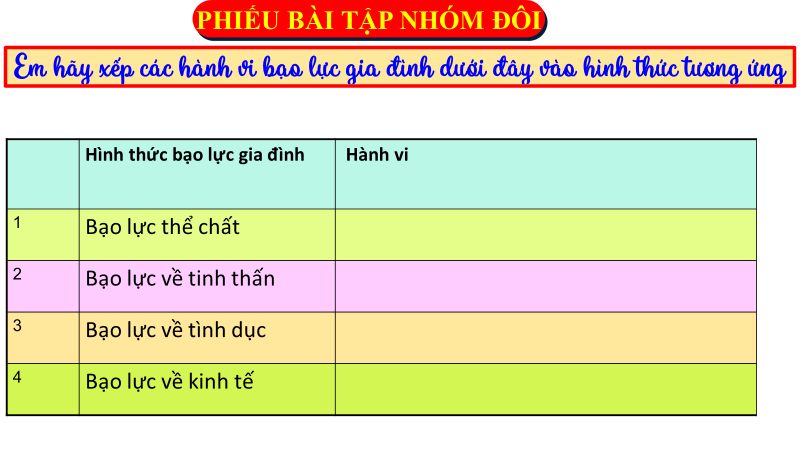 PHIẾU BÀI TẬP NHÓM ĐÔI
Em hãy xếp các hành vi bạo lực gia đình dưới đây vào hình thức tương ứng
Hình thức bạo lực gia đình Hành vi
1 Bạo lực thể chất
2 Bạo lực về tinh thấn
3 Bạo lực về tình dục
4 Bạo lực về kinh tế